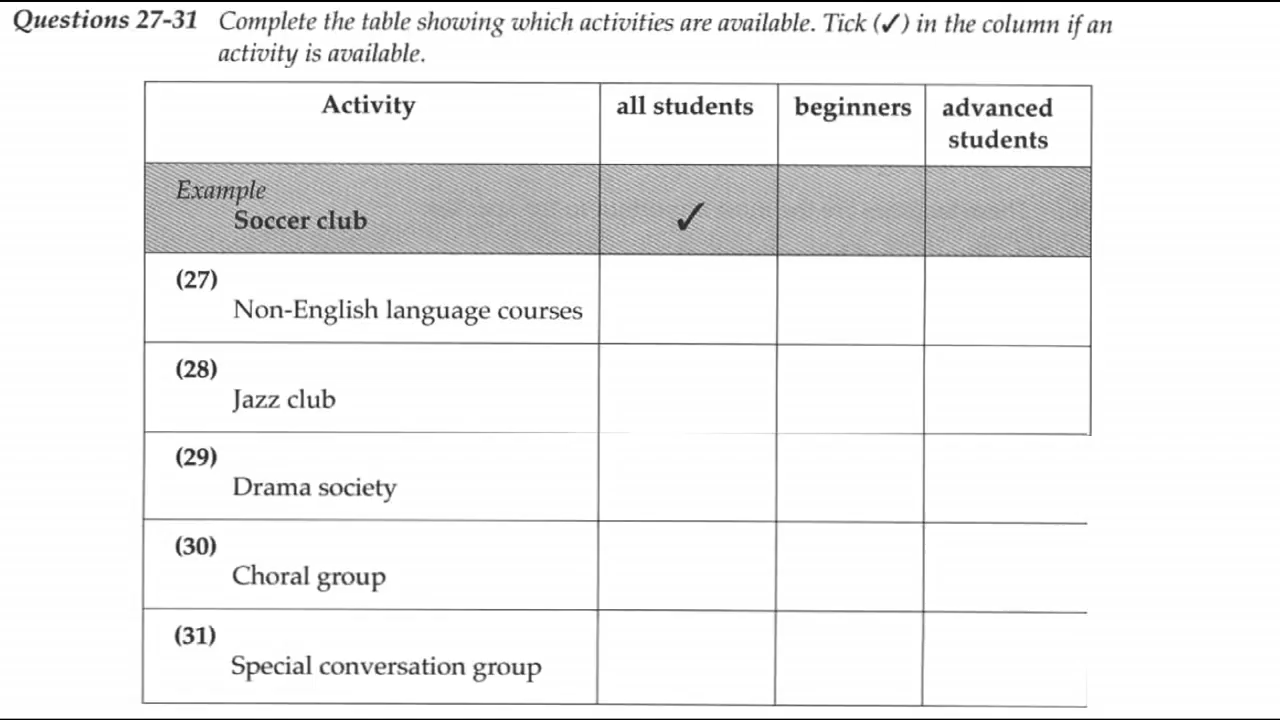 Questions 27-31 Complete the table showing which activities are available. Tick (✓) in the column if an
activity is available.
Activity all students beginners advanced
students
Example
Soccer club ✓
(27)
Non-English language courses
(28)
Jazz club
(29)
Drama society
(30)
Choral group
(31)
Special conversation group